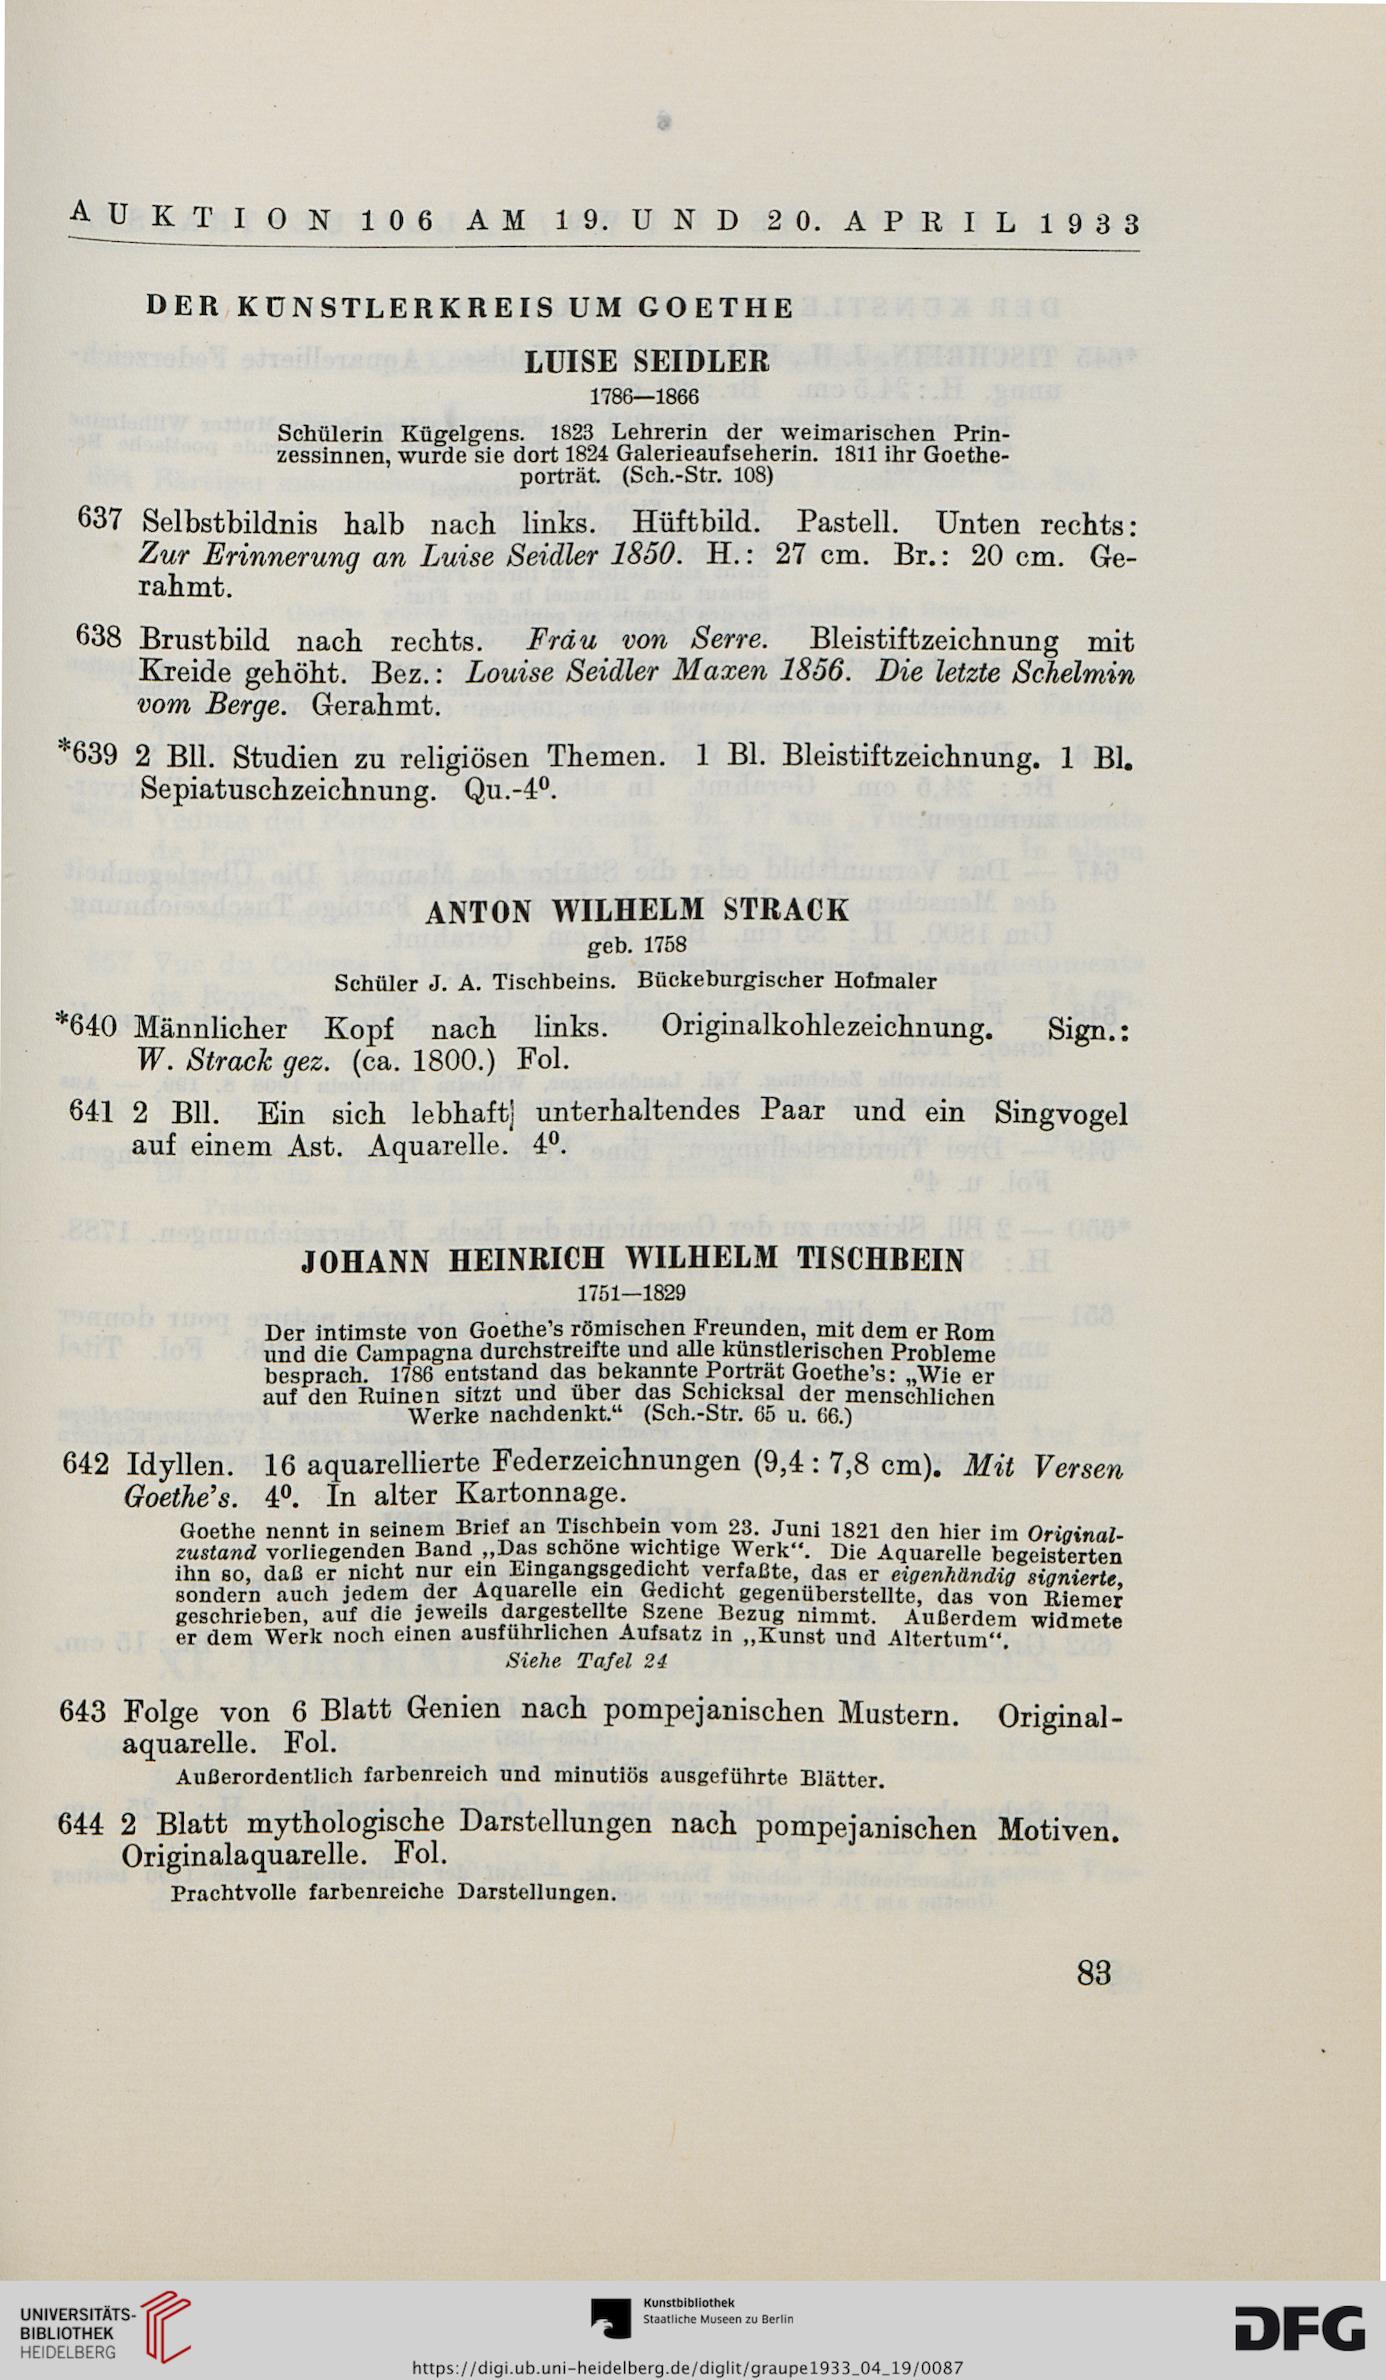 AUKTION 106 AM 19. UND 20. APRIL 1933
DER KÜNSTLERKREIS UM GOETHE
LUISE SEIDLER
1786—1866
Schülerin Kügelgens. 1823 Lehrerin der weimarischen Prin-
zessinnen, wurde sie dort 1824 Galerieaufseherin. 1811 ihr Goethe-
porträt. (Sch.-Str. 108)
637 Selbstbildnis halb nach links. Hüftbild. Pastell. Unten rechts:
Zur Erinnerung an Luise Seidler 1850. H.: 27 cm. Br.: 20 cm. Ge-
rahmt.
638 Brustbild nach rechts. Fräu von Serre. Bleistiftzeichnung mit
Kreide gehöht. Bez.: Louise Seidler Maxen 1856. Die letzte Schelmin
vom Berge. Gerahmt.
*639 2 Bll. Studien zu religiösen Themen. 1 Bl. Bleistiftzeichnung. 1 Bl.
Sepiatuschzeichnung. Qu.-4⁰.
ANTON WILHELM STRACK
geb. 1758
Schüler J. A. Tischbeins. Bückeburgischer Hofmaler
*640 Männlicher Kopf nach links. Originalkohlezeichnung. Sign.:
W. Strack gez. (ca. 1800.) Fol.
641 2 Bll. Ein sich lebhaft unterhaltendes Paar und ein Singvogel
auf einem Ast. Aquarelle. 4⁰.
JOHANN HEINRICH WILHELM TISCHBEIN
1751—1829
Der intimste von Goethe's römischen Freunden, mit dem er Rom
und die Campagna durchstreifte und alle künstlerischen Probleme
besprach. 1786 entstand das bekannte Porträt Goethe's: „Wie er
auf den Ruinen sitzt und über das Schicksal der menschlichen
Werke nachdenkt.“ (Sch.-Str. 65 u. 66.)
642 Idyllen. 16 aquarellierte Federzeichnungen (9,4 : 7,8 cm). Mit Versen
Goethe's. 4⁰. In alter Kartonnage.
Goethe nennt in seinem Brief an Tischbein vom 23. Juni 1821 den hier im Original-
zustand vorliegenden Band „Das schöne wichtige Werk“. Die Aquarelle begeisterten
ihn so, daß er nicht nur ein Eingangsgedicht verfaßte, das er eigenhändig signierte,
sondern auch jedem der Aquarelle ein Gedicht gegenüberstellte, das von Riemer
geschrieben, auf die jeweils dargestellte Szene Bezug nimmt. Außerdem widmete
er dem Werk noch einen ausführlichen Aufsatz in „Kunst und Altertum“.
Siehe Tafel 24
643 Folge von 6 Blatt Genien nach pompejanischen Mustern. Original-
aquarelle. Fol.
Außerordentlich farbenreich und minutiös ausgeführte Blätter.
644 2 Blatt mythologische Darstellungen nach pompejanischen Motiven.
Originalaquarelle. Fol.
Prachtvolle farbenreiche Darstellungen.
83
UNIVERSITÄTS-
BIBLIOTHEK
HEIDELBERG
Kunstbibliothek
Staatliche Museen zu Berlin
DFG
https://digi.ub.uni-heidelberg.de/diglit/graupe1933_04_19/0087